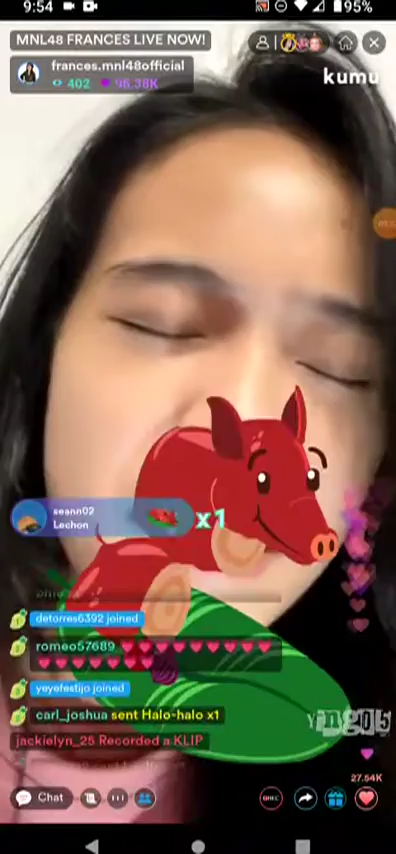 9:54
95%
MNL48 FRANCES LIVE NOW!
frances.mnl48official
402 96.38K
kumu
seann02
Lechon
x1
detorres6392 joined
romeo57689
yeyefestijo joined
carl_joshua sent Halo-halo x1
jackielyn_25 Recorded a KLIP
27.54K
Chat